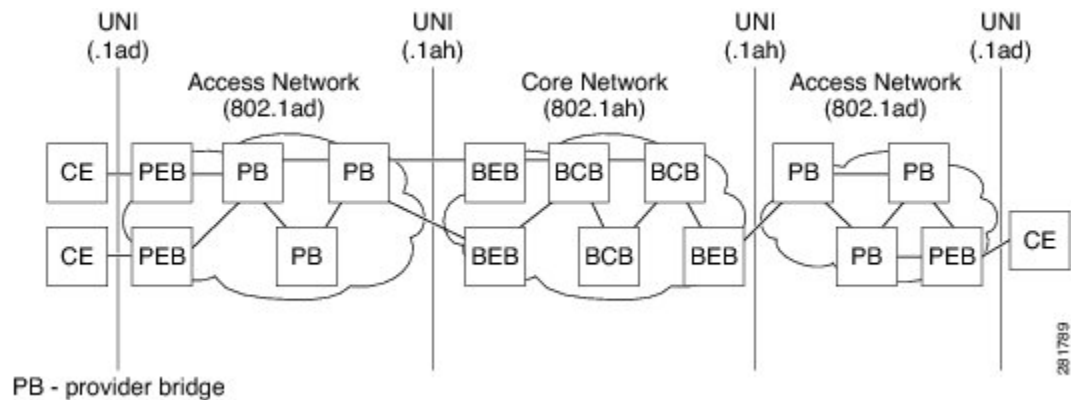 UNI
(.1ad)
UNI
(.1ah)
UNI
(.1ah)
UNI
(.1ad)
Access Network
(802.1ad)
Core Network
(802.1ah)
Access Network
(802.1ad)
CE
PEB
PB
PB
BEB
BCB
BCB
PB
PB
CE
PEB
PB
BEB
BCB
BEB
PB
PEB
CE
281789
PB - provider bridge